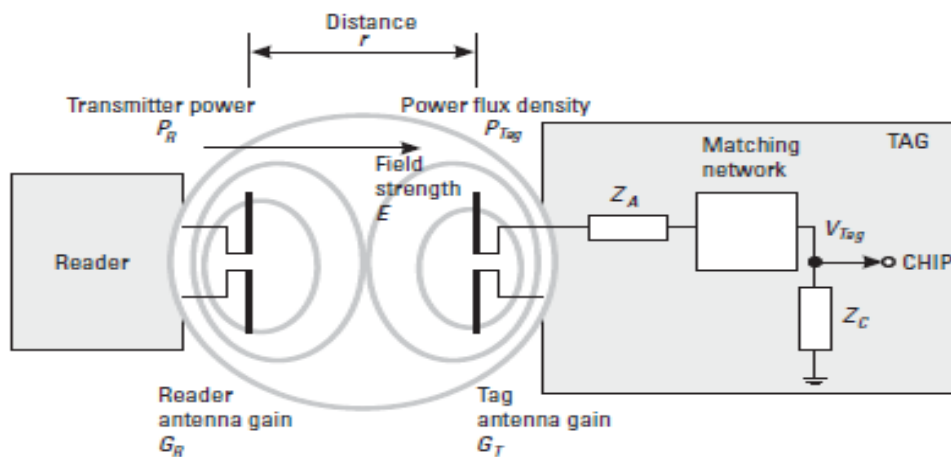 Distance
r
Transmitter power
P_R
Power flux density
P_Tag
TAG
Matching
network
Field
strength
E
Z_A
V_Tag
Reader
CHIP
Z_C
Reader
antenna gain
G_R
Tag
antenna gain
G_T